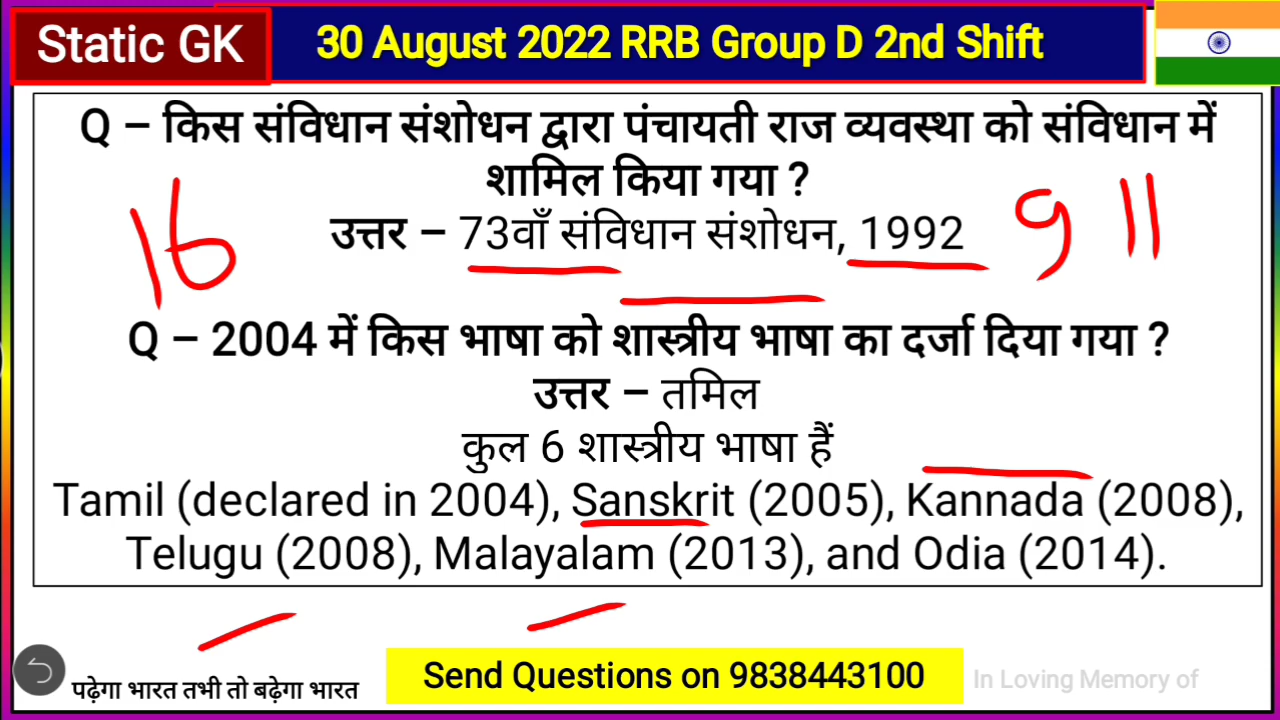 Static GK
30 August 2022 RRB Group D 2nd Shift
Q – किस संविधान संशोधन द्वारा पंचायती राज व्यवस्था को संविधान में
शामिल किया गया ?
16
उत्तर – 73वाँ संविधान संशोधन, 1992
9 11
Q – 2004 में किस भाषा को शास्त्रीय भाषा का दर्जा दिया गया ?
उत्तर – तमिल
कुल 6 शास्त्रीय भाषा हैं
Tamil (declared in 2004), Sanskrit (2005), Kannada (2008),
Telugu (2008), Malayalam (2013), and Odia (2014).
पढ़ेगा भारत तभी तो बढ़ेगा भारत
Send Questions on 9838443100
In Loving Memory of